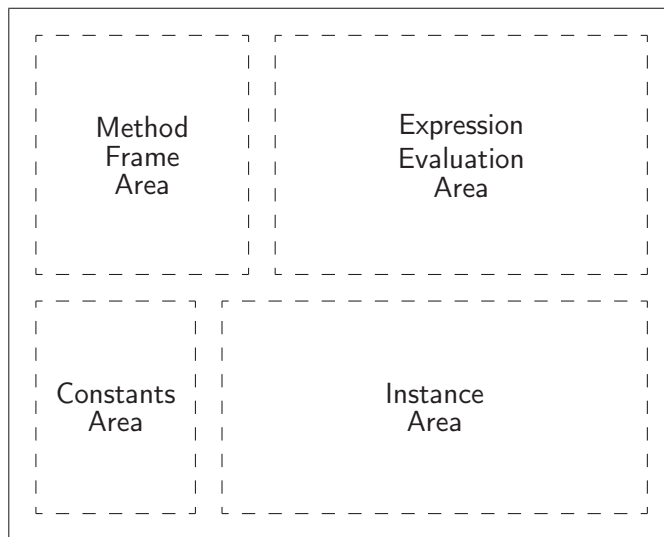 Method
Frame
Area
Expression
Evaluation
Area
Constants
Area
Instance
Area